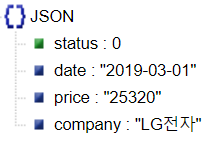 JSON
status : 0
date : "2019-03-01"
price : "25320"
company : "LG전자"